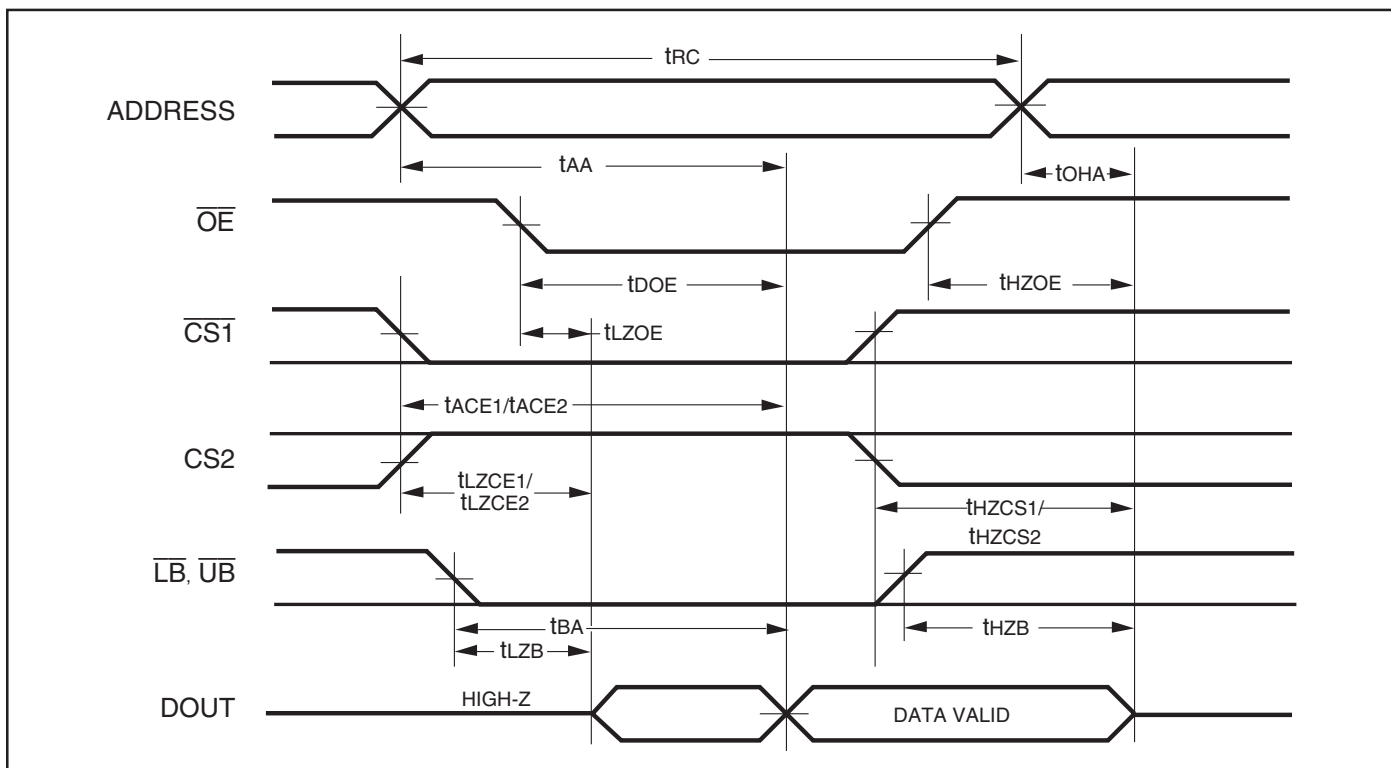 tRC
ADDRESS
tAA
tOHA
OE
tDOE
tHZOE
CS1
tLZOE
tACE1/tACE2
CS2
tLZCE1/
tLZCE2
tHZCS1/
tHZCS2
LB, UB
tBA
tHZB
tLZB
HIGH-Z
DOUT
DATA VALID